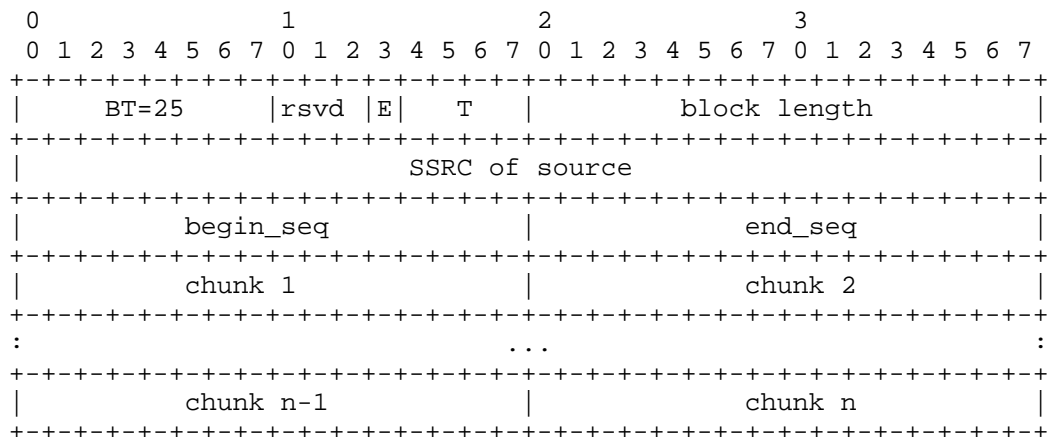 0                   1                   2                   3
 0 1 2 3 4 5 6 7 0 1 2 3 4 5 6 7 0 1 2 3 4 5 6 7 0 1 2 3 4 5 6 7
+-+-+-+-+-+-+-+-+-+-+-+-+-+-+-+-+-+-+-+-+-+-+-+-+-+-+-+-+-+-+-+-+
|     BT=25     |rsvd |E|   T   |         block length          |
+-+-+-+-+-+-+-+-+-+-+-+-+-+-+-+-+-+-+-+-+-+-+-+-+-+-+-+-+-+-+-+-+
|                        SSRC of source                         |
+-+-+-+-+-+-+-+-+-+-+-+-+-+-+-+-+-+-+-+-+-+-+-+-+-+-+-+-+-+-+-+-+
|          begin_seq            |             end_seq           |
+-+-+-+-+-+-+-+-+-+-+-+-+-+-+-+-+-+-+-+-+-+-+-+-+-+-+-+-+-+-+-+-+
|          chunk 1              |             chunk 2           |
+-+-+-+-+-+-+-+-+-+-+-+-+-+-+-+-+-+-+-+-+-+-+-+-+-+-+-+-+-+-+-+-+
:                              ...                              :
+-+-+-+-+-+-+-+-+-+-+-+-+-+-+-+-+-+-+-+-+-+-+-+-+-+-+-+-+-+-+-+-+
|          chunk n-1            |             chunk n           |
+-+-+-+-+-+-+-+-+-+-+-+-+-+-+-+-+-+-+-+-+-+-+-+-+-+-+-+-+-+-+-+-+